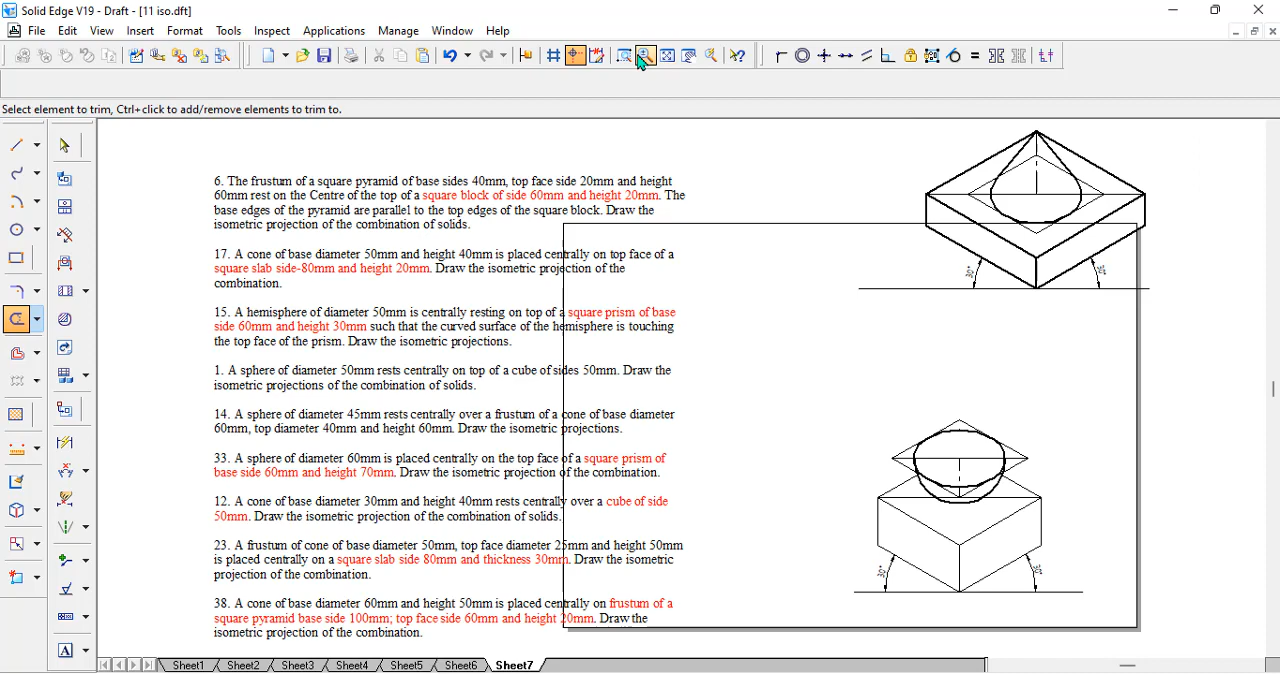 Solid Edge V19 - Draft - [11 iso.dft]
File Edit View Insert Format Tools Inspect Applications Manage Window Help
Select element to trim, Ctrl+click to add/remove elements to trim to.
6. The frustum of a square pyramid of base sides 40mm, top face side 20mm and height
60mm rest on the Centre of the top of a square block of side 60mm and height 20mm. The
base edges of the pyramid are parallel to the top edges of the square block. Draw the
isometric projection of the combination of solids.
17. A cone of base diameter 50mm and height 40mm is placed centrally on top face of a
square slab side-80mm and height 20mm. Draw the isometric projection of the
combination.
15. A hemisphere of diameter 50mm is centrally resting on top of a square prism of base
side 60mm and height 30mm such that the curved surface of the hemisphere is touching
the top face of the prism. Draw the isometric projections.
1. A sphere of diameter 50mm rests centrally on top of a cube of sides 50mm. Draw the
isometric projections of the combination of solids.
14. A sphere of diameter 45mm rests centrally over a frustum of a cone of base diameter
60mm, top diameter 40mm and height 60mm. Draw the isometric projections.
33. A sphere of diameter 60mm is placed centrally on the top face of a square prism of
base side 60mm and height 70mm. Draw the isometric projection of the combination.
12. A cone of base diameter 30mm and height 40mm rests centrally over a cube of side
50mm. Draw the isometric projection of the combination of solids.
23. A frustum of cone of base diameter 50mm, top face diameter 25mm and height 50mm
is placed centrally on a square slab side 80mm and thickness 30mm. Draw the isometric
projection of the combination.
38. A cone of base diameter 60mm and height 50mm is placed centrally on frustum of a
square pyramid base side 100mm; top face side 60mm and height 20mm. Draw the
isometric projection of the combination.
30° 30°
30° 30°
A
Sheet1 Sheet2 Sheet3 Sheet4 Sheet5 Sheet6 Sheet7